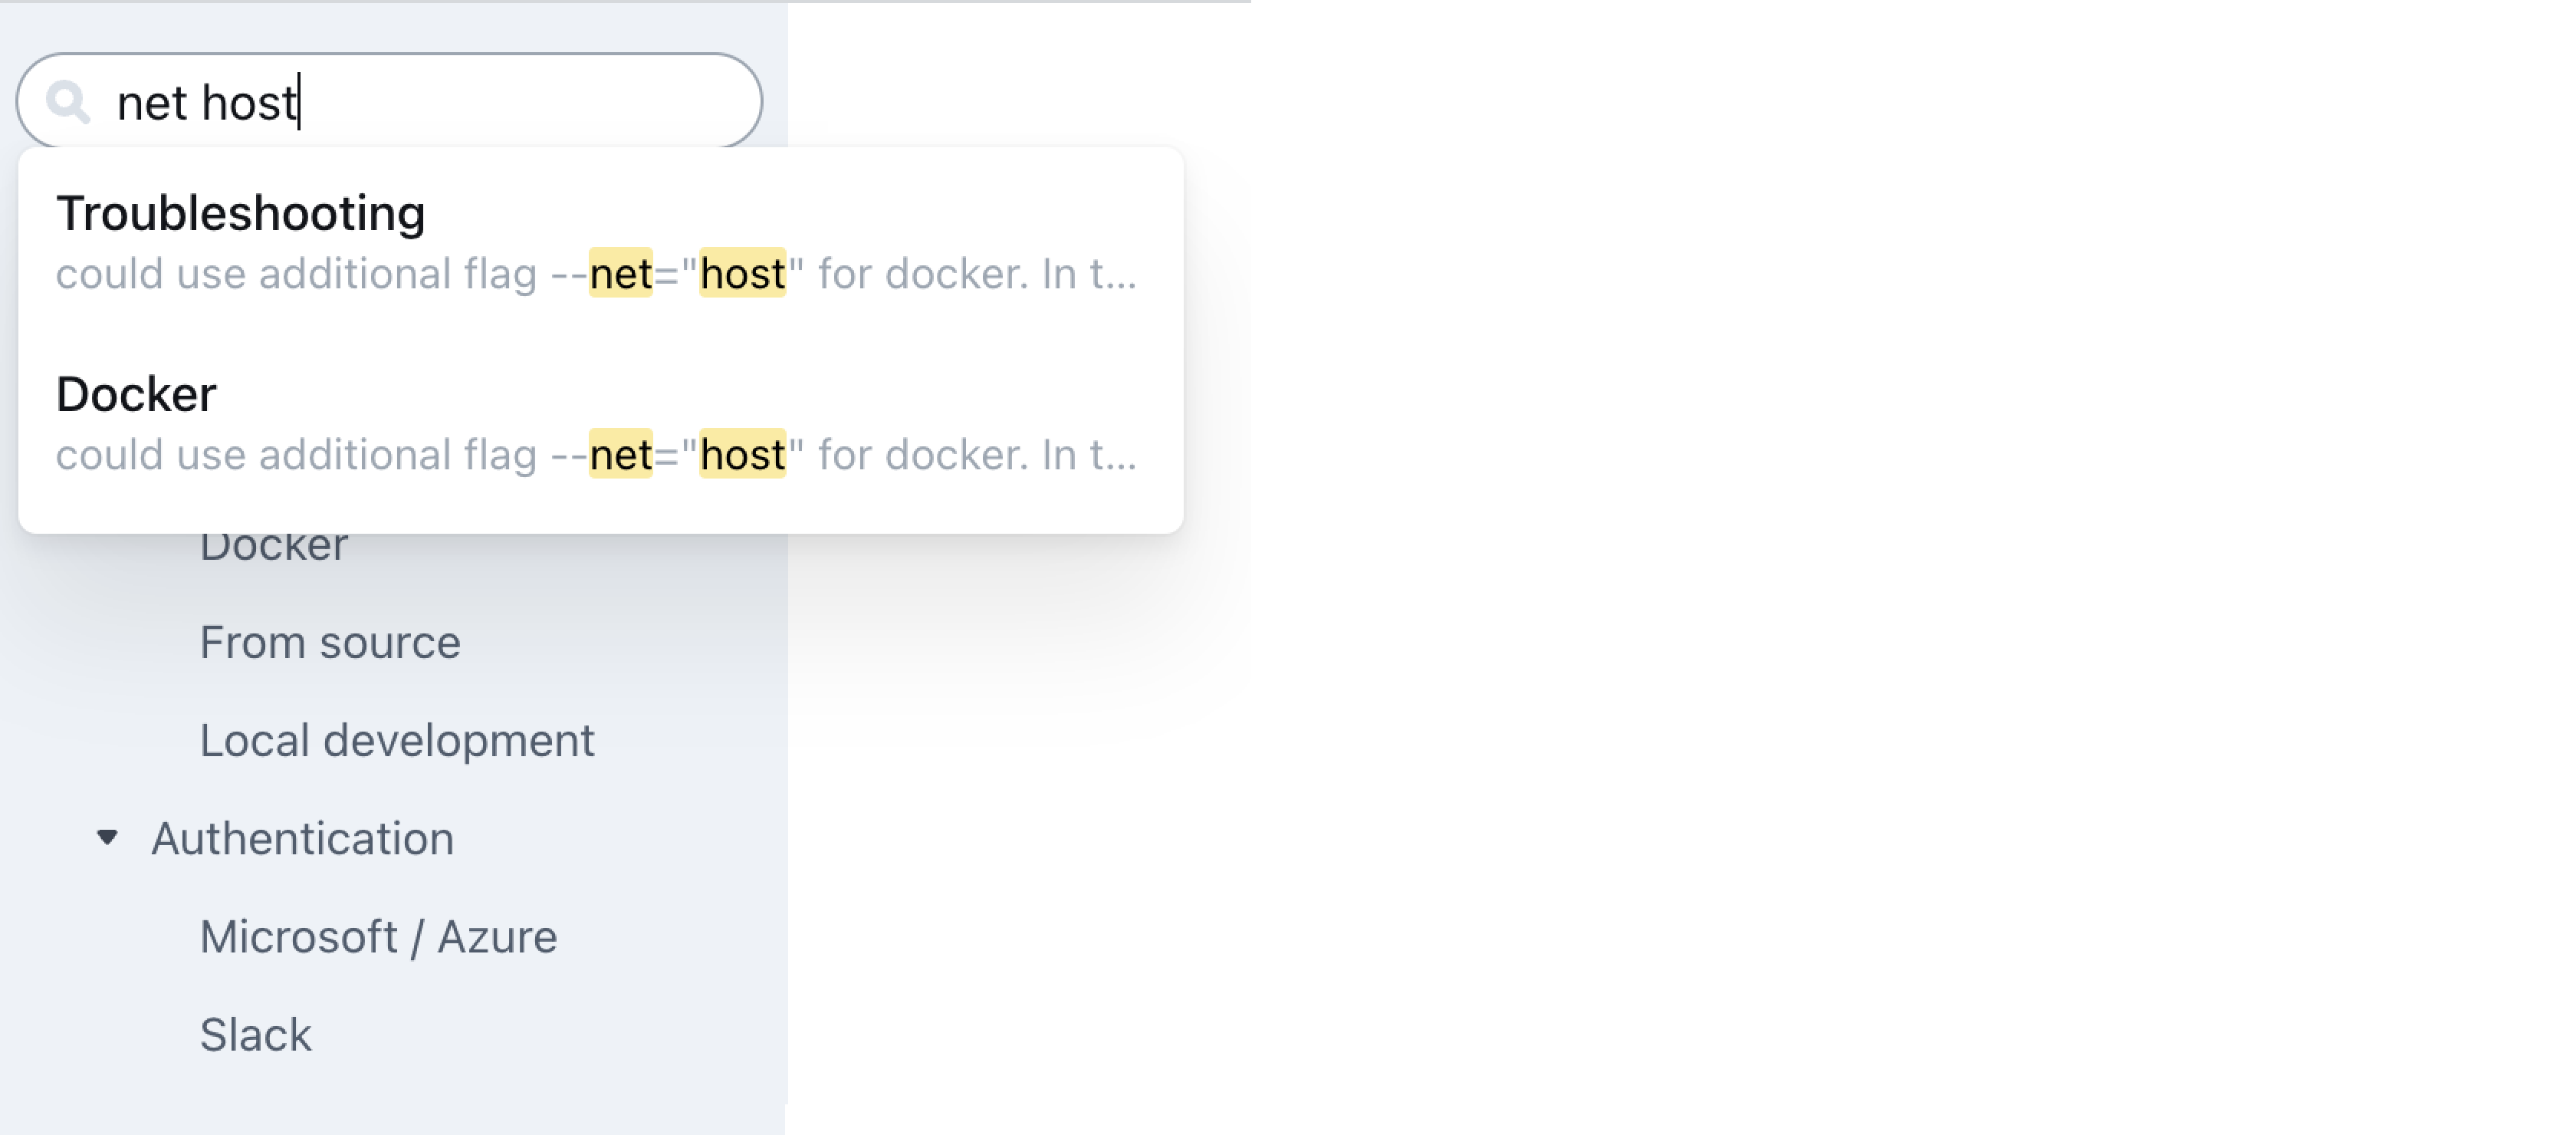 net host
Troubleshooting
could use additional flag --net="host" for docker. In t...
Docker
could use additional flag --net="host" for docker. In t...
Docker
From source
Local development
Authentication
Microsoft / Azure
Slack